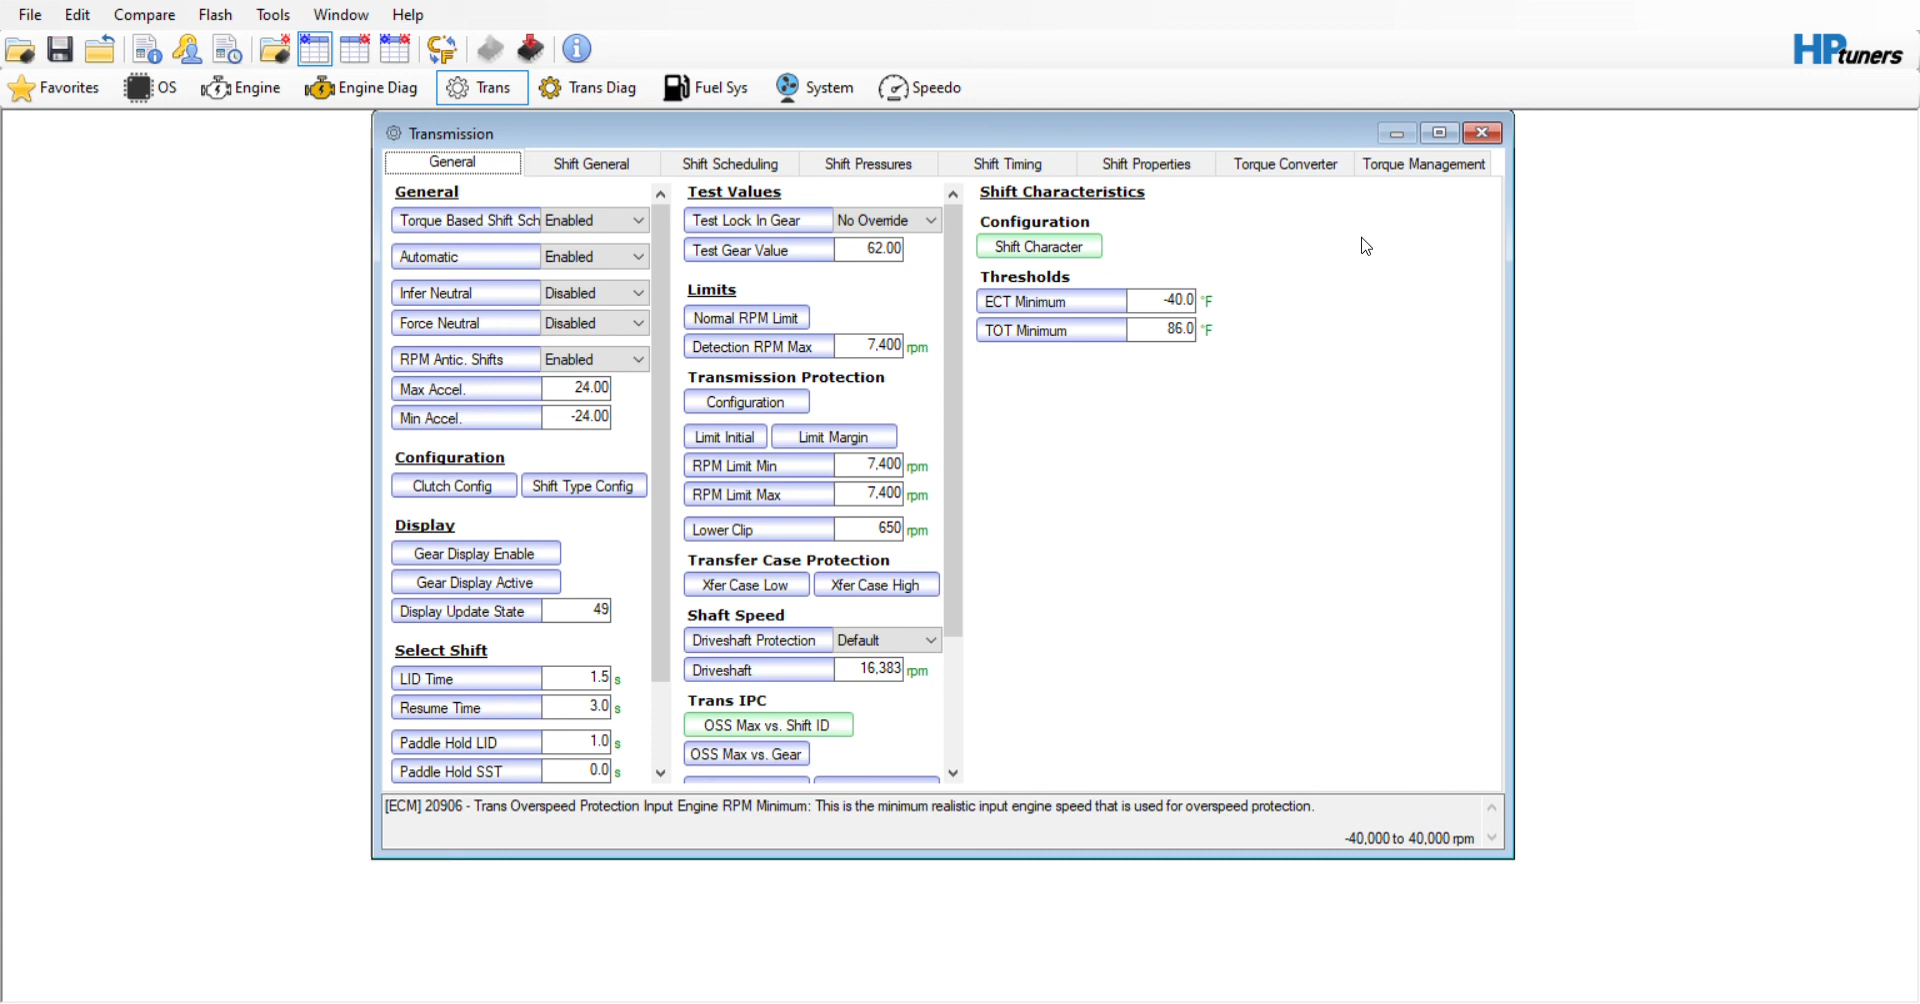 File Edit Compare Flash Tools Window Help
HPtuners
Favorites OS Engine Engine Diag Trans Trans Diag Fuel Sys System Speedo
Transmission
General Shift General Shift Scheduling Shift Pressures Shift Timing Shift Properties Torque Converter Torque Management
General
Torque Based Shift Sch Enabled
Automatic Enabled
Infer Neutral Disabled
Force Neutral Disabled
RPM Antic. Shifts Enabled
Max Accel. 24.00
Min Accel. -24.00
Configuration
Clutch Config Shift Type Config
Display
Gear Display Enable
Gear Display Active
Display Update State 49
Select Shift
LID Time 1.5 s
Resume Time 3.0 s
Paddle Hold LID 1.0 s
Paddle Hold SST 0.0 s
Test Values
Test Lock In Gear No Override
Test Gear Value 62.00
Limits
Normal RPM Limit
Detection RPM Max 7,400 rpm
Transmission Protection
Configuration
Limit Initial Limit Margin
RPM Limit Min 7,400 rpm
RPM Limit Max 7,400 rpm
Lower Clip 650 rpm
Transfer Case Protection
Xfer Case Low Xfer Case High
Shaft Speed
Driveshaft Protection Default
Driveshaft 16,383 rpm
Trans IPC
OSS Max vs. Shift ID
OSS Max vs. Gear
Shift Characteristics
Configuration
Shift Character
Thresholds
ECT Minimum -40.0 °F
TOT Minimum 86.0 °F
[ECM] 20906 - Trans Overspeed Protection Input Engine RPM Minimum: This is the minimum realistic input engine speed that is used for overspeed protection.
-40,000 to 40,000 rpm